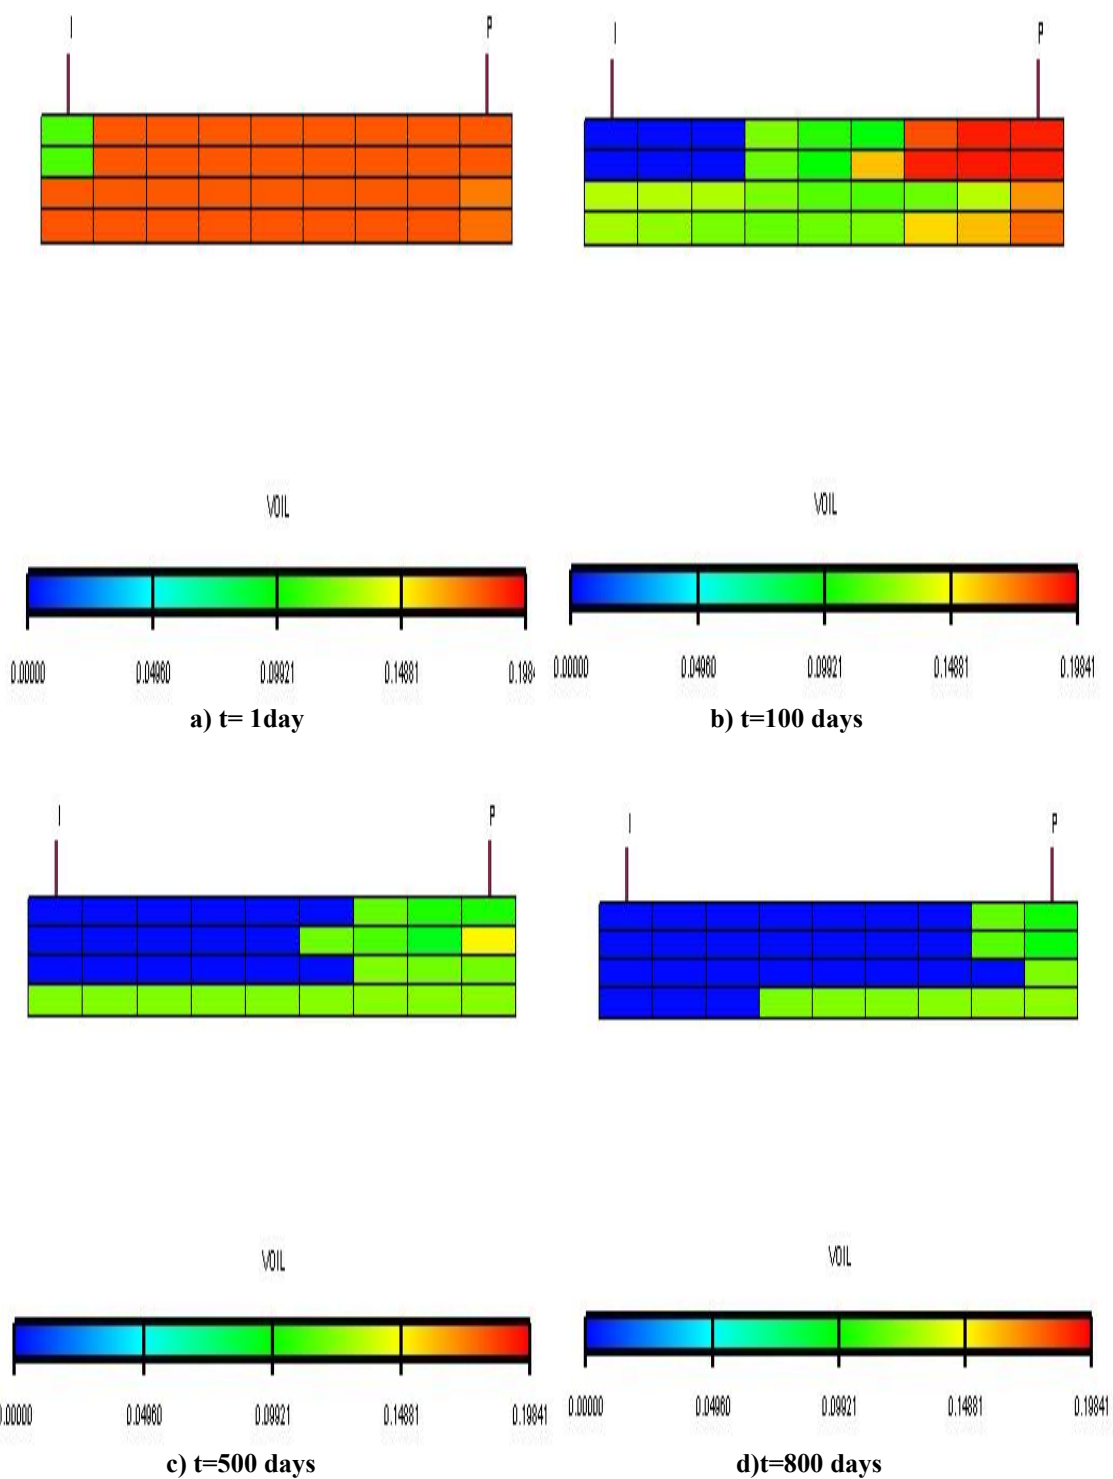 I P
I P
VOIL
VOIL
0.00000 0.04960 0.09921 0.14881 0.1984
0.00000 0.04960 0.09921 0.14881 0.19841
a) t= 1day
b) t=100 days
I P
I P
VOIL
VOIL
0.00000 0.04960 0.09921 0.14881 0.19841
0.00000 0.04960 0.09921 0.14881 0.19841
c) t=500 days
d)t=800 days